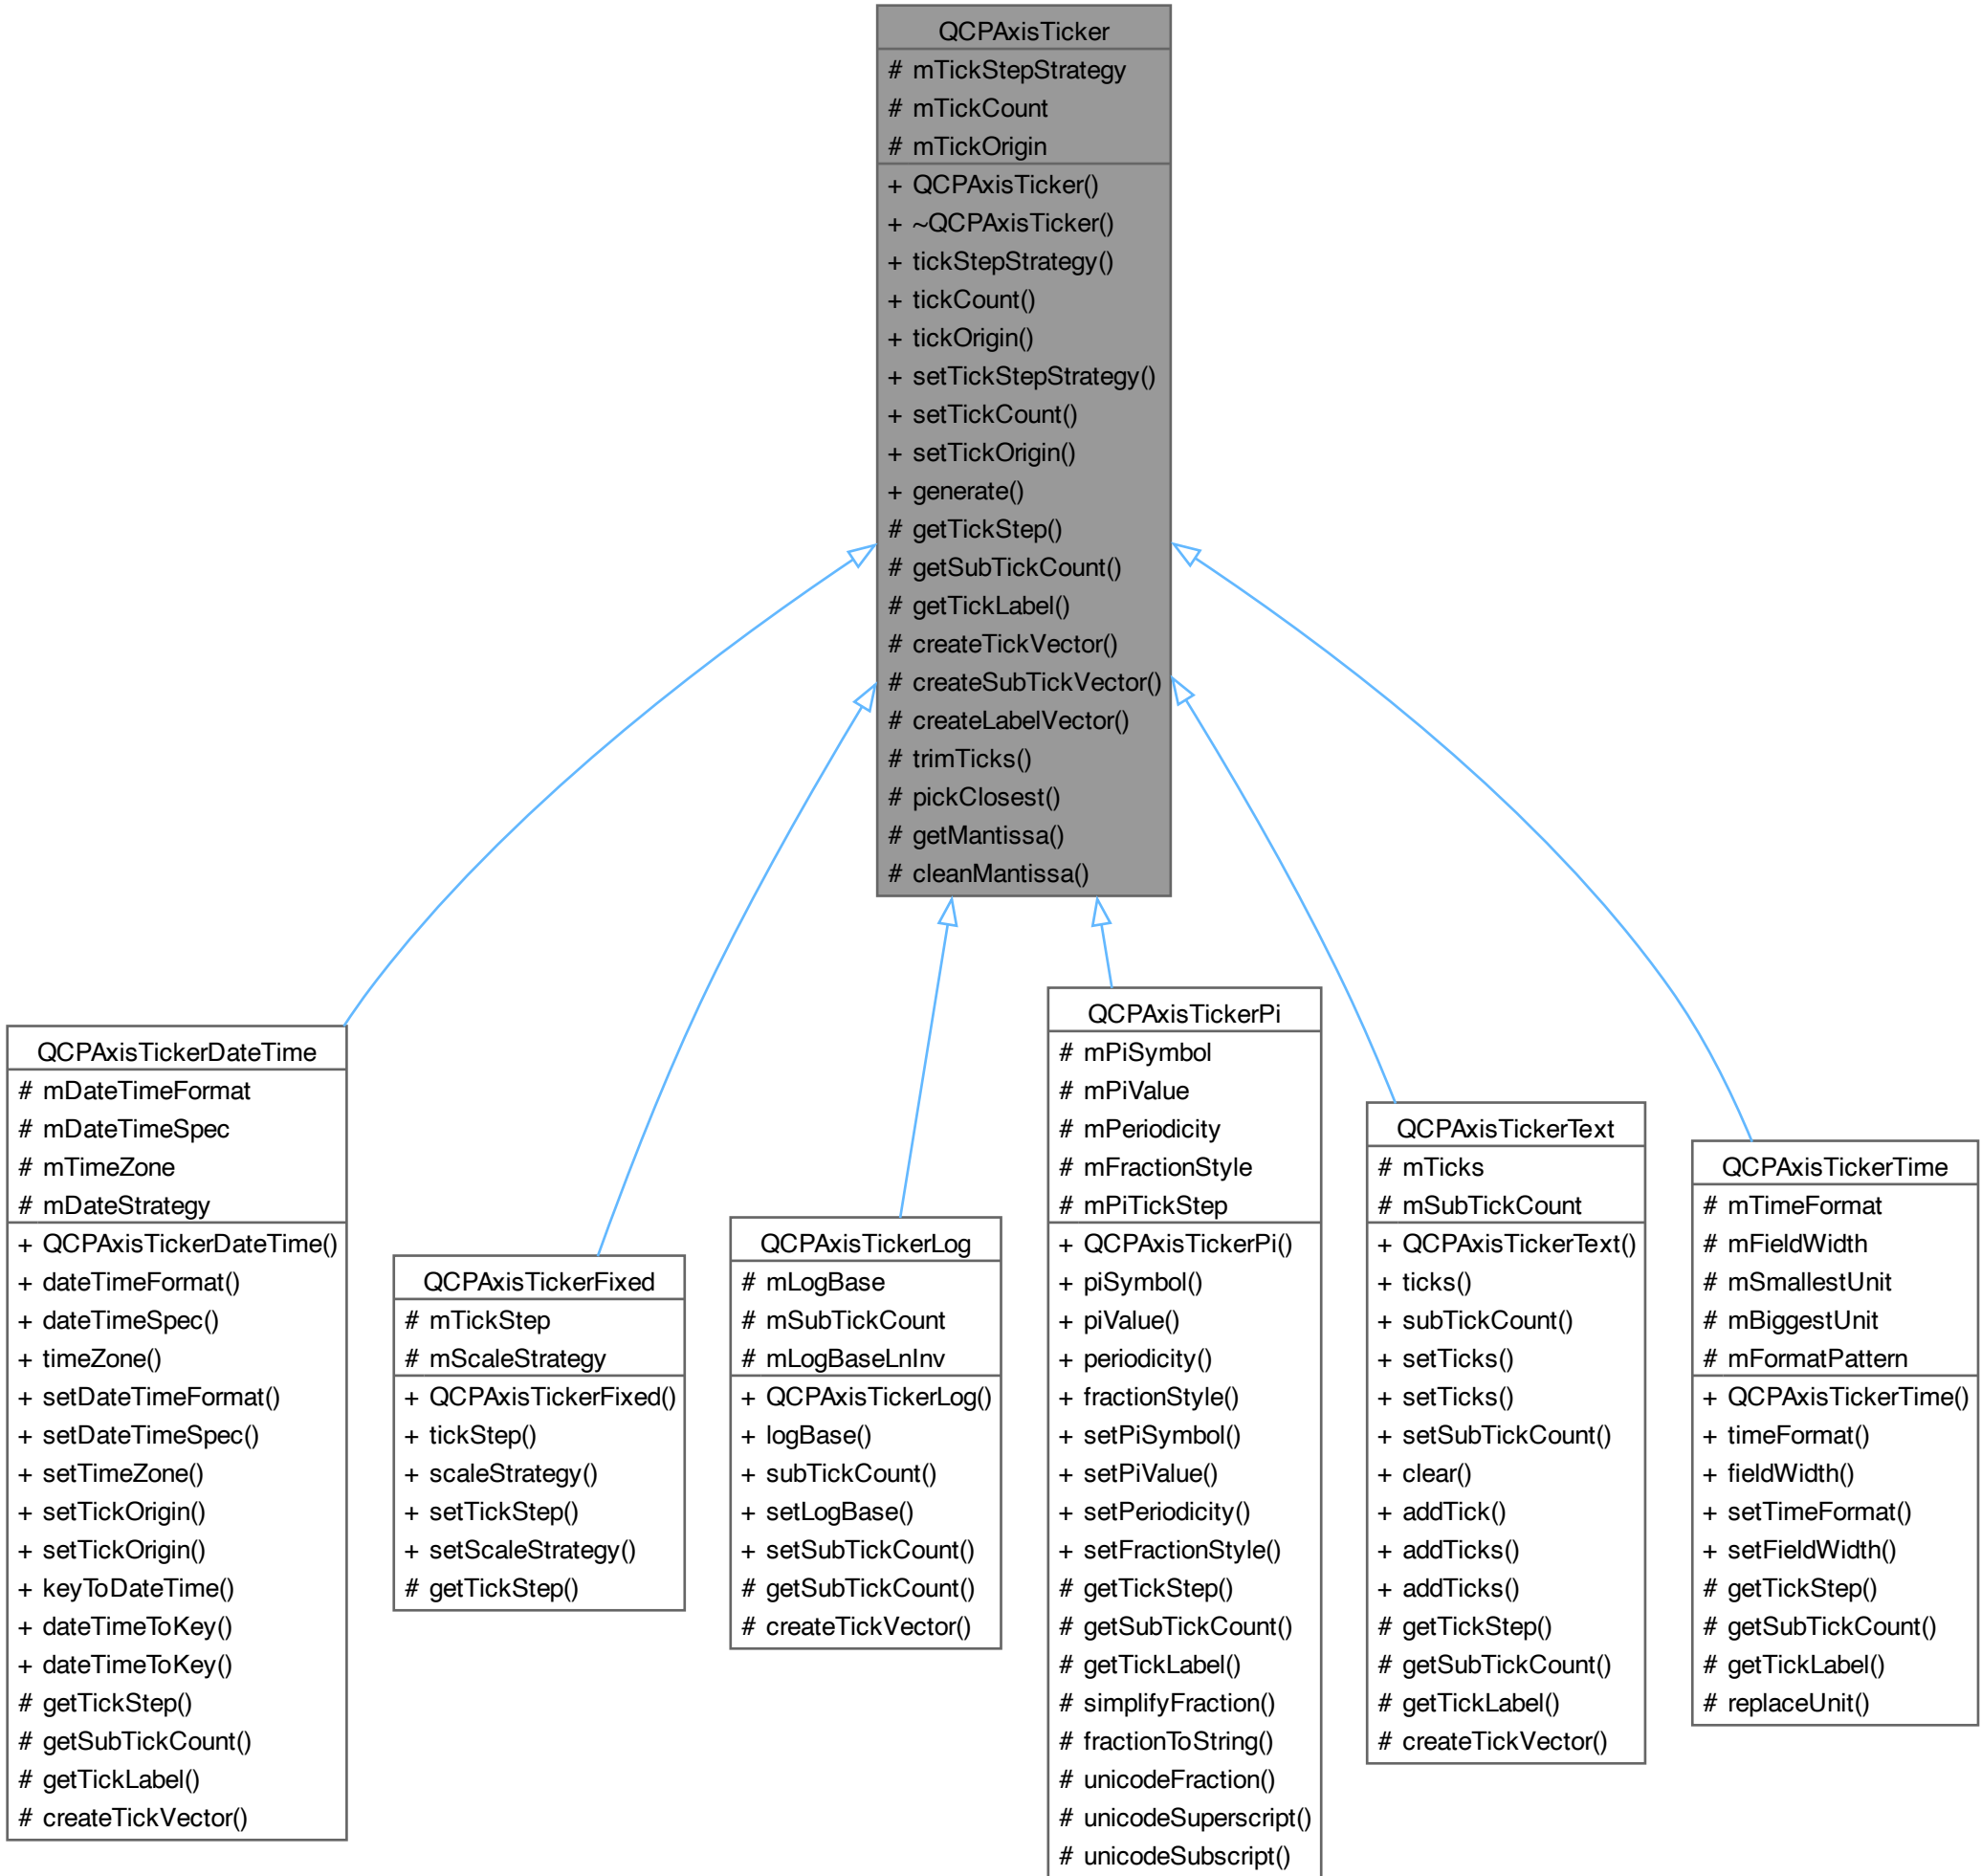 QCPAxisTicker
# mTickStepStrategy
# mTickCount
# mTickOrigin
+ QCPAxisTicker()
+ ~QCPAxisTicker()
+ tickStepStrategy()
+ tickCount()
+ tickOrigin()
+ setTickStepStrategy()
+ setTickCount()
+ setTickOrigin()
+ generate()
# getTickStep()
# getSubTickCount()
# getTickLabel()
# createTickVector()
# createSubTickVector()
# createLabelVector()
# trimTicks()
# pickClosest()
# getMantissa()
# cleanMantissa()
QCPAxisTickerDateTime
# mDateTimeFormat
# mDateTimeSpec
# mTimeZone
# mDateStrategy
+ QCPAxisTickerDateTime()
+ dateTimeFormat()
+ dateTimeSpec()
+ timeZone()
+ setDateTimeFormat()
+ setDateTimeSpec()
+ setTimeZone()
+ setTickOrigin()
+ setTickOrigin()
+ keyToDateTime()
+ dateTimeToKey()
+ dateTimeToKey()
# getTickStep()
# getSubTickCount()
# getTickLabel()
# createTickVector()
QCPAxisTickerFixed
# mTickStep
# mScaleStrategy
+ QCPAxisTickerFixed()
+ tickStep()
+ scaleStrategy()
+ setTickStep()
+ setScaleStrategy()
# getTickStep()
QCPAxisTickerLog
# mLogBase
# mSubTickCount
# mLogBaseLnInv
+ QCPAxisTickerLog()
+ logBase()
+ subTickCount()
+ setLogBase()
+ setSubTickCount()
# getSubTickCount()
# createTickVector()
QCPAxisTickerPi
# mPiSymbol
# mPiValue
# mPeriodicity
# mFractionStyle
# mPiTickStep
+ QCPAxisTickerPi()
+ piSymbol()
+ piValue()
+ periodicity()
+ fractionStyle()
+ setPiSymbol()
+ setPiValue()
+ setPeriodicity()
+ setFractionStyle()
# getTickStep()
# getSubTickCount()
# getTickLabel()
# simplifyFraction()
# fractionToString()
# unicodeFraction()
# unicodeSuperscript()
# unicodeSubscript()
QCPAxisTickerText
# mTicks
# mSubTickCount
+ QCPAxisTickerText()
+ ticks()
+ subTickCount()
+ setTicks()
+ setTicks()
+ setSubTickCount()
+ clear()
+ addTick()
+ addTicks()
+ addTicks()
# getTickStep()
# getSubTickCount()
# getTickLabel()
# createTickVector()
QCPAxisTickerTime
# mTimeFormat
# mFieldWidth
# mSmallestUnit
# mBiggestUnit
# mFormatPattern
+ QCPAxisTickerTime()
+ timeFormat()
+ fieldWidth()
+ setTimeFormat()
+ setFieldWidth()
# getTickStep()
# getSubTickCount()
# getTickLabel()
# replaceUnit()